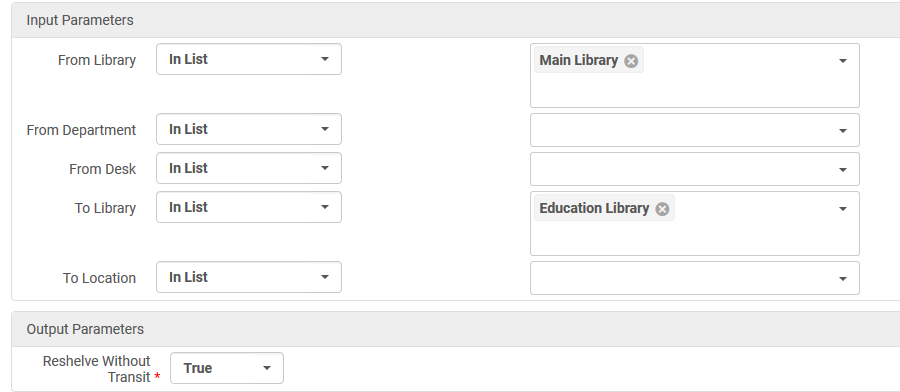 Input Parameters
From Library In List Main Library
From Department In List
From Desk In List
To Library In List Education Library
To Location In List
Output Parameters
Reshelve Without
Transit * True